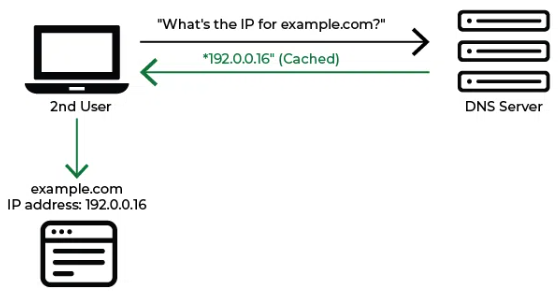 "What's the IP for example.com?"
*192.0.0.16" (Cached)
2nd User
DNS Server
example.com
IP address: 192.0.0.16